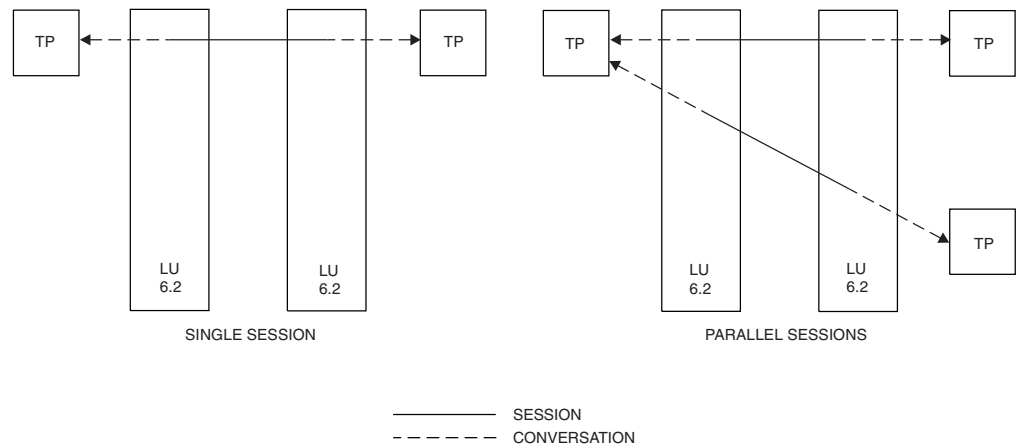 TP
TP
LU
6.2
LU
6.2
SINGLE SESSION
TP
TP
TP
LU
6.2
LU
6.2
PARALLEL SESSIONS
SESSION
CONVERSATION